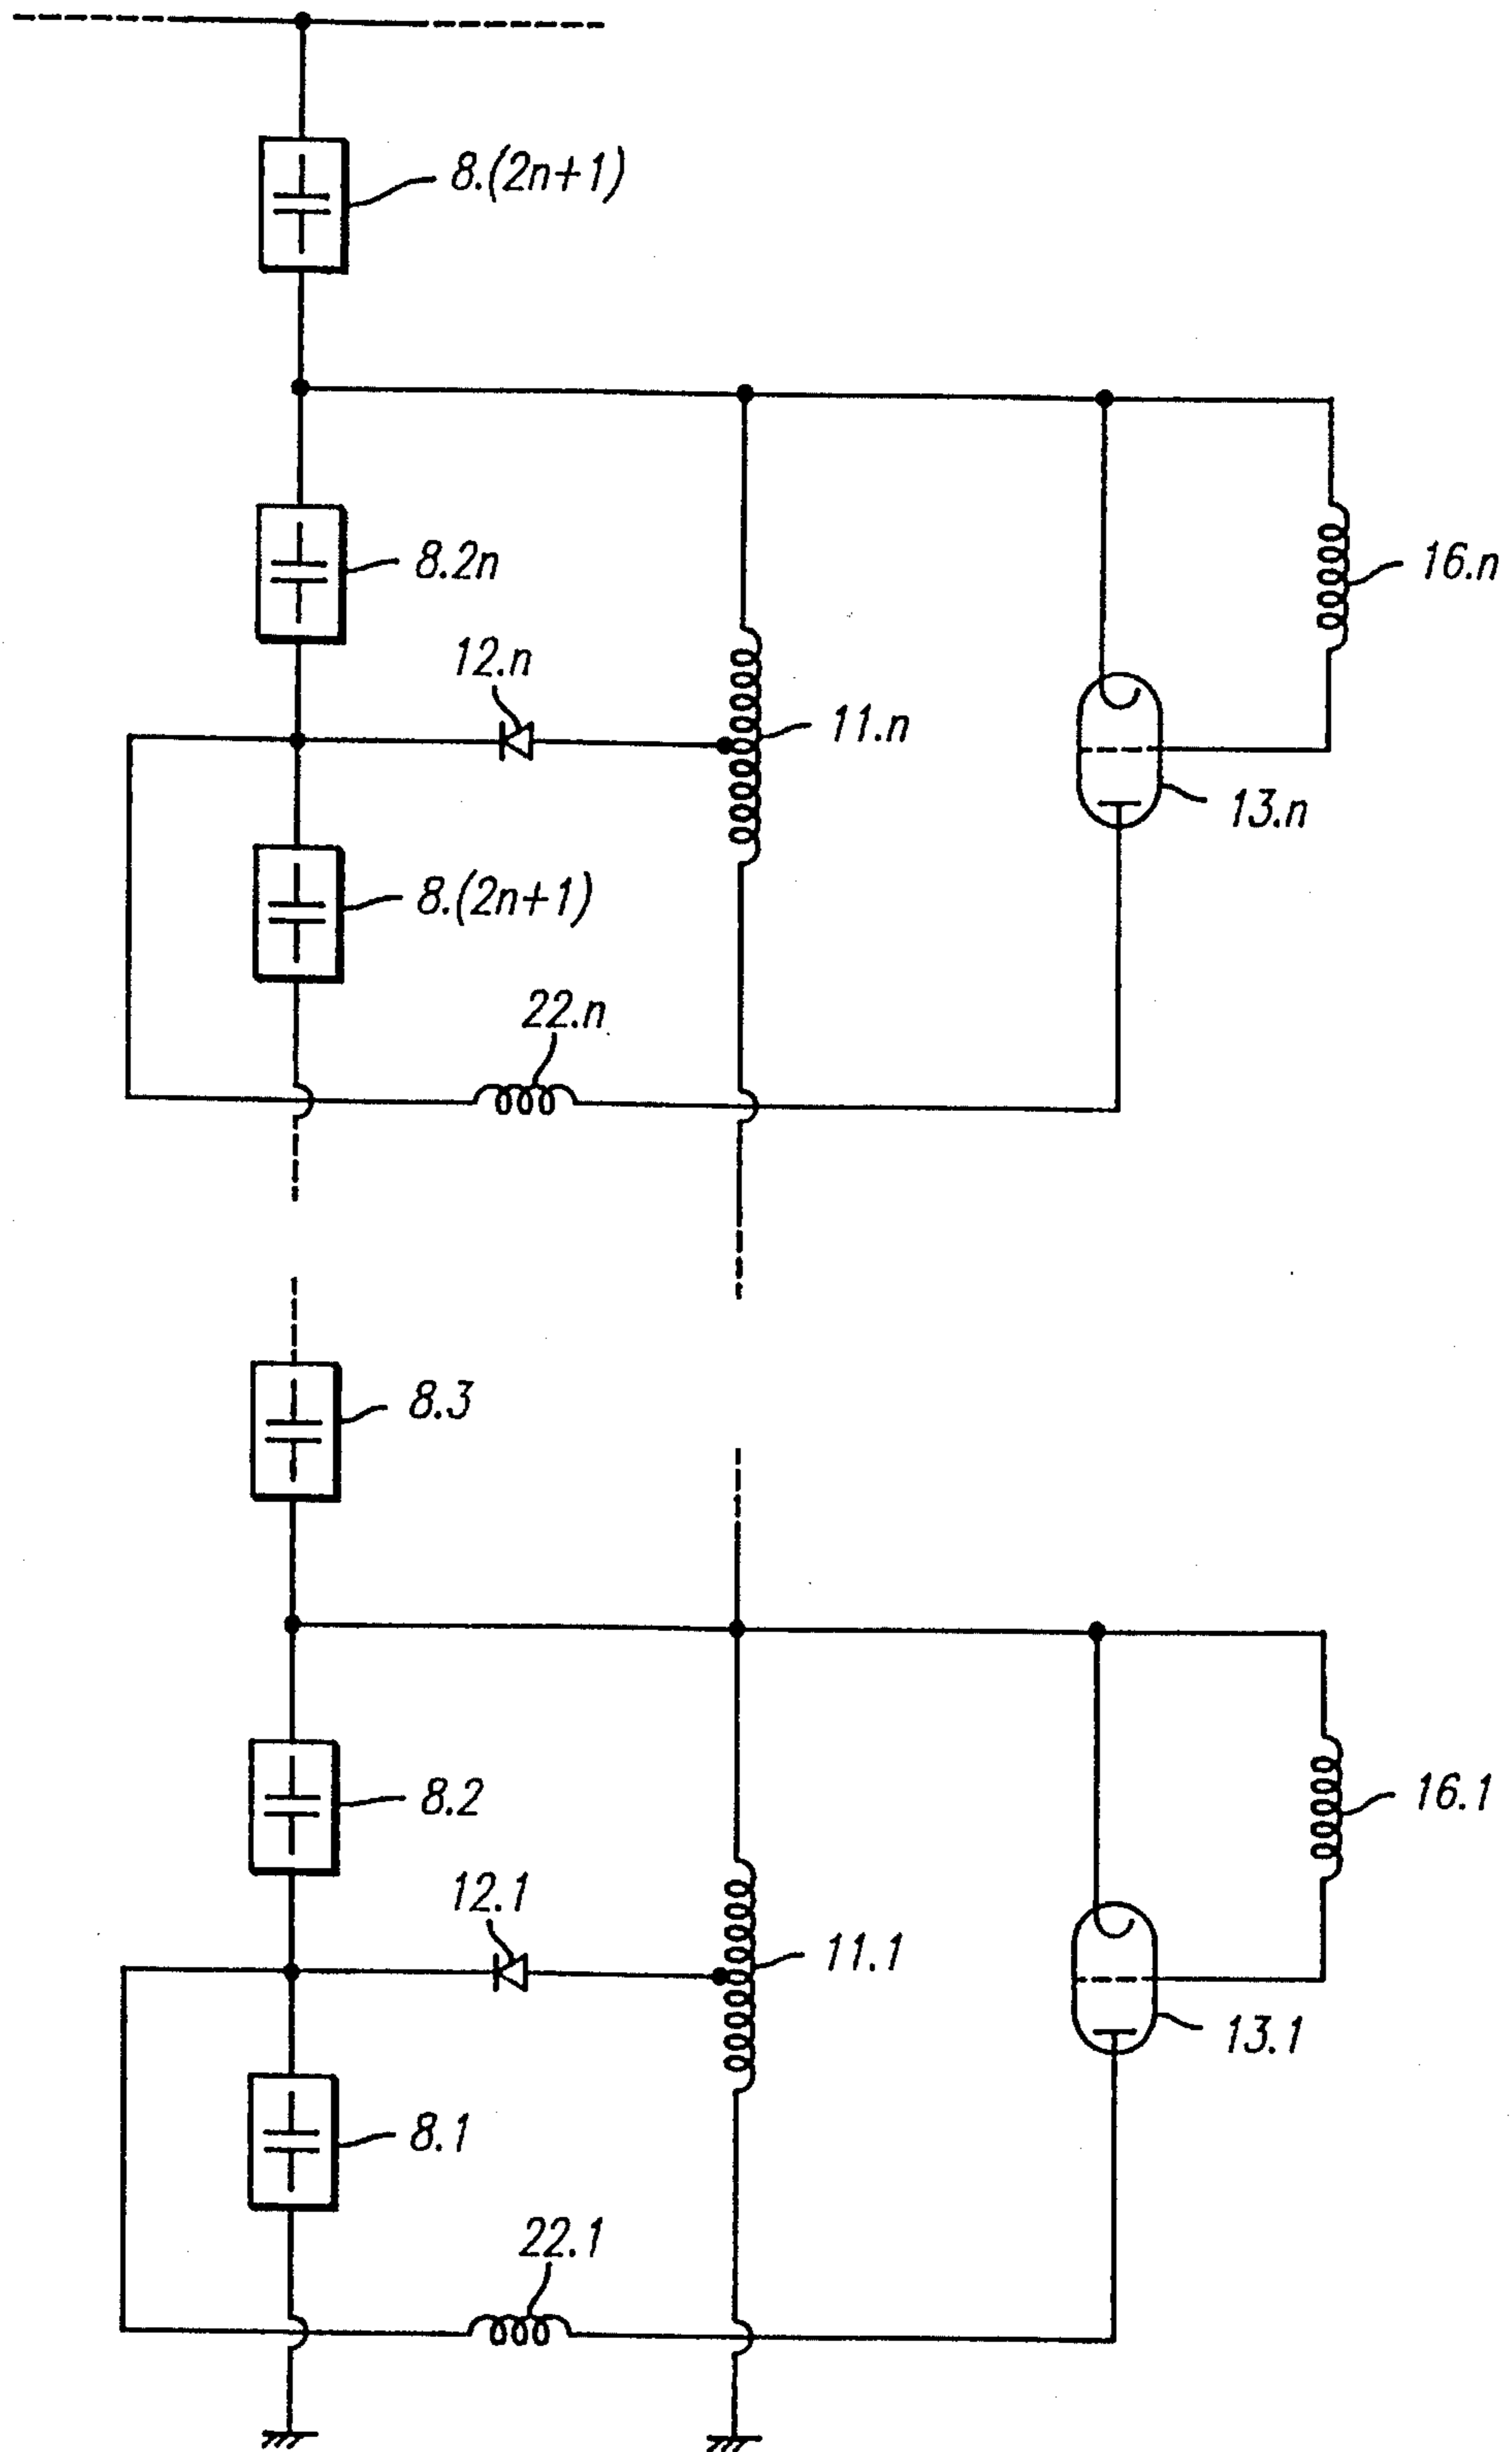 8.(2n+1)
8.2n
16.n
12.n
11.n
13.n
8.(2n+1)
22.n
8.3
8.2
16.1
12.1
11.1
13.1
8.1
22.1